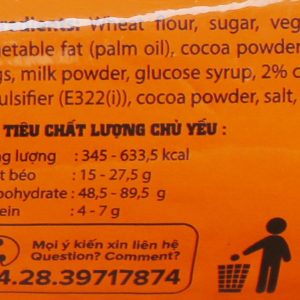 Ingredients: Wheat flour, sugar, veg
etable fat (palm oil), cocoa powder
gs, milk powder, glucose syrup, 2% c
ulsifier (E322(i)), cocoa powder, salt,
TIÊU CHẤT LƯỢNG CHỦ YẾU :
ng lượng : 345 - 633,5 kcal
t béo : 15 - 27,5 g
bohydrate : 48,5 - 89,5 g
ein : 4 - 7 g
Mọi ý kiến xin liên hệ
Question? Comment?
4.28.39717874